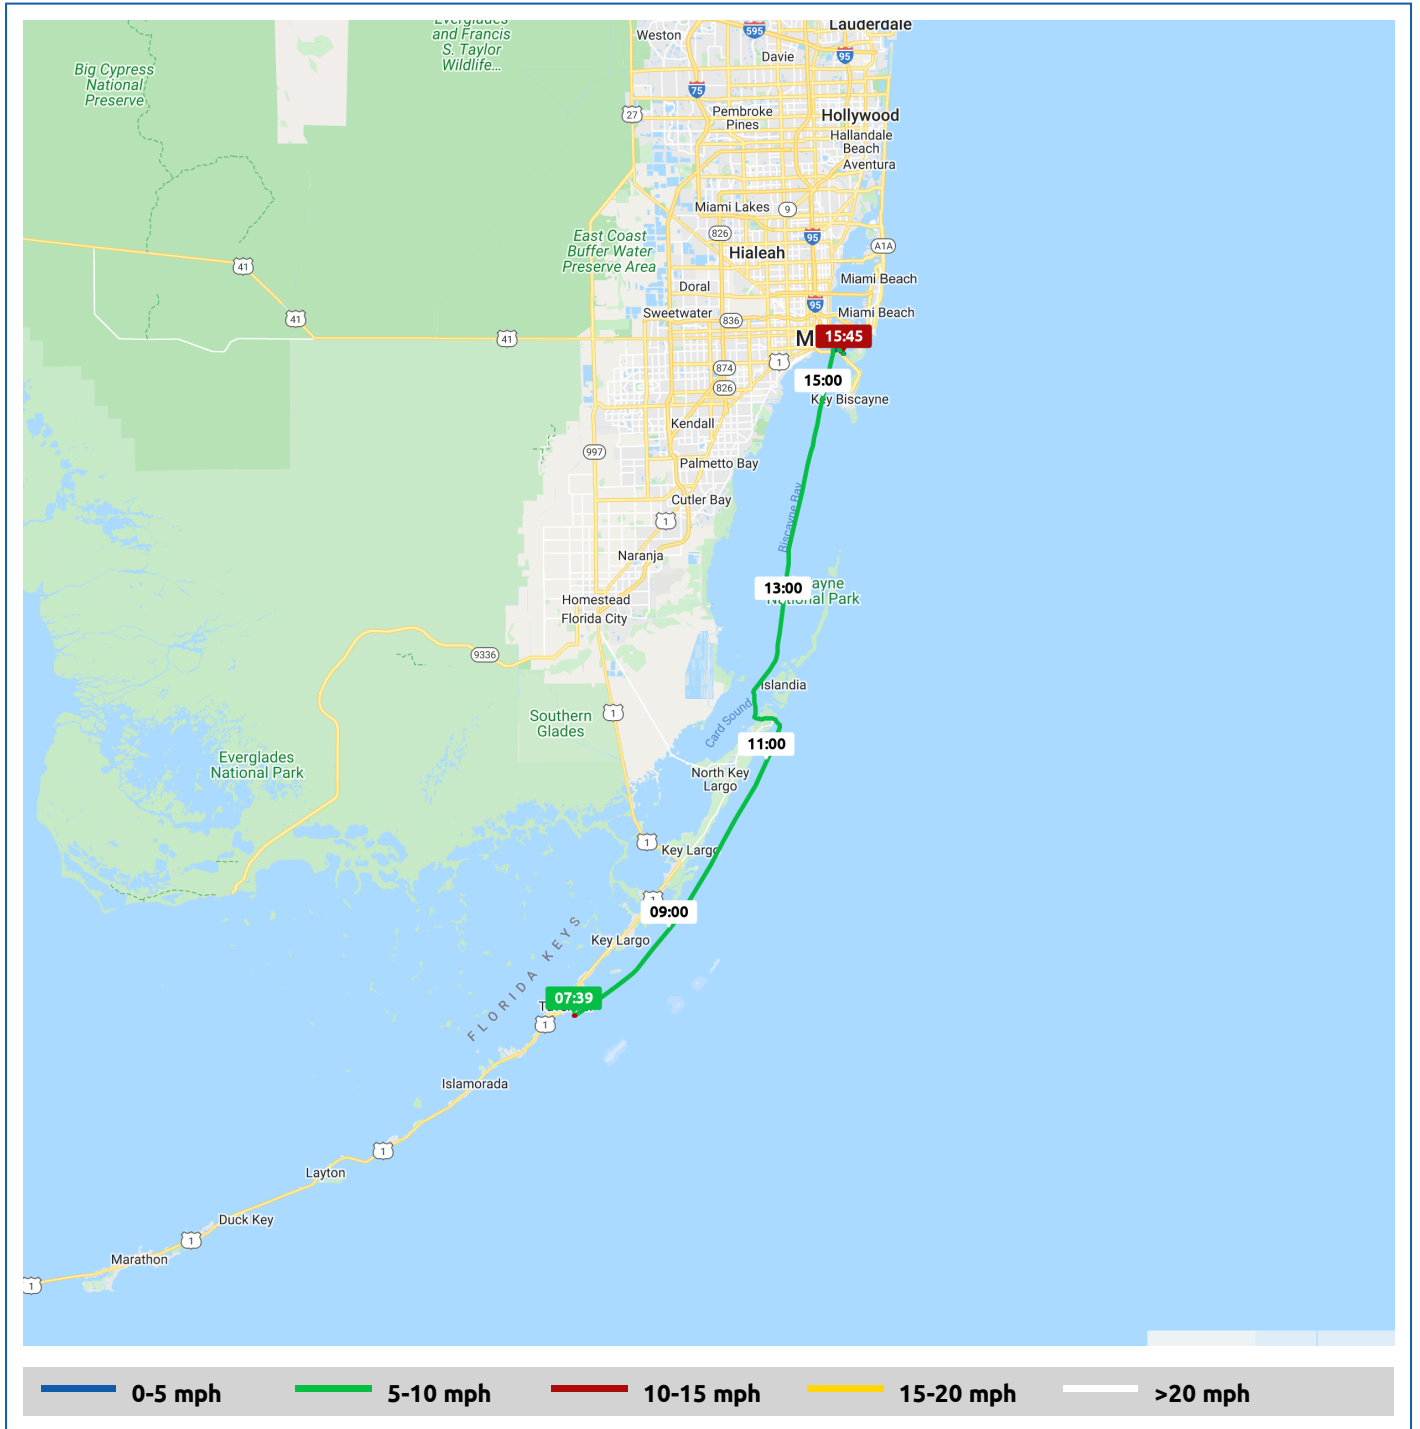 Everglades
and Francis
S. Taylor
Wildlife...
Lauderdale
Weston
595
95
Davie
Big Cypress
National
Preserve
75
27
Pembroke
Pines
Hollywood
Hallandale
Beach
Aventura
Miami Lakes
9
826
95
East Coast
Buffer Water
Preserve Area
A1A
Hialeah
41
Miami Beach
Doral
95
41
Sweetwater
836
Miami Beach
41
M
15:45
1
874
15:00
826
Key Biscayne
Kendall
997
Palmetto Bay
Cutler Bay
Biscayne Bay
1
Naranja
13:00
ayne
National Park
Homestead
Florida City
9336
Islandia
1
Southern
Glades
Card Sound
11:00
Everglades
National Park
North Key
Largo
1
Key Largo
1
09:00
FLORIDA KEYS
Key Largo
07:39
1
Islamorada
1
Layton
Duck Key
1
Marathon
1
0-5 mph
5-10 mph
10-15 mph
15-20 mph
>20 mph